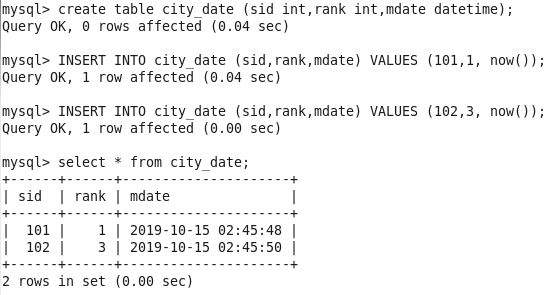 mysql> create table city_date (sid int,rank int,mdate datetime);
Query OK, 0 rows affected (0.04 sec)
mysql> INSERT INTO city_date (sid,rank,mdate) VALUES (101,1, now());
Query OK, 1 row affected (0.04 sec)
mysql> INSERT INTO city_date (sid,rank,mdate) VALUES (102,3, now());
Query OK, 1 row affected (0.00 sec)
mysql> select * from city_date;
+------+------+---------------------+
| sid  | rank | mdate               |
+------+------+---------------------+
|  101 |    1 | 2019-10-15 02:45:48 |
|  102 |    3 | 2019-10-15 02:45:50 |
+------+------+---------------------+
2 rows in set (0.00 sec)